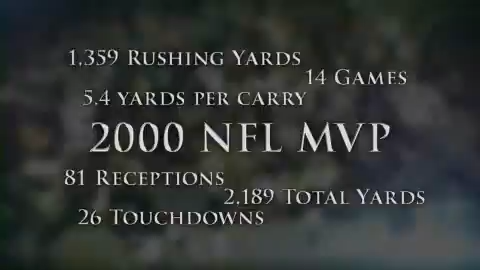 1,359 Rushing Yards
14 Games
5.4 yards per carry
2000 NFL MVP
81 Receptions
2,189 Total Yards
26 Touchdowns